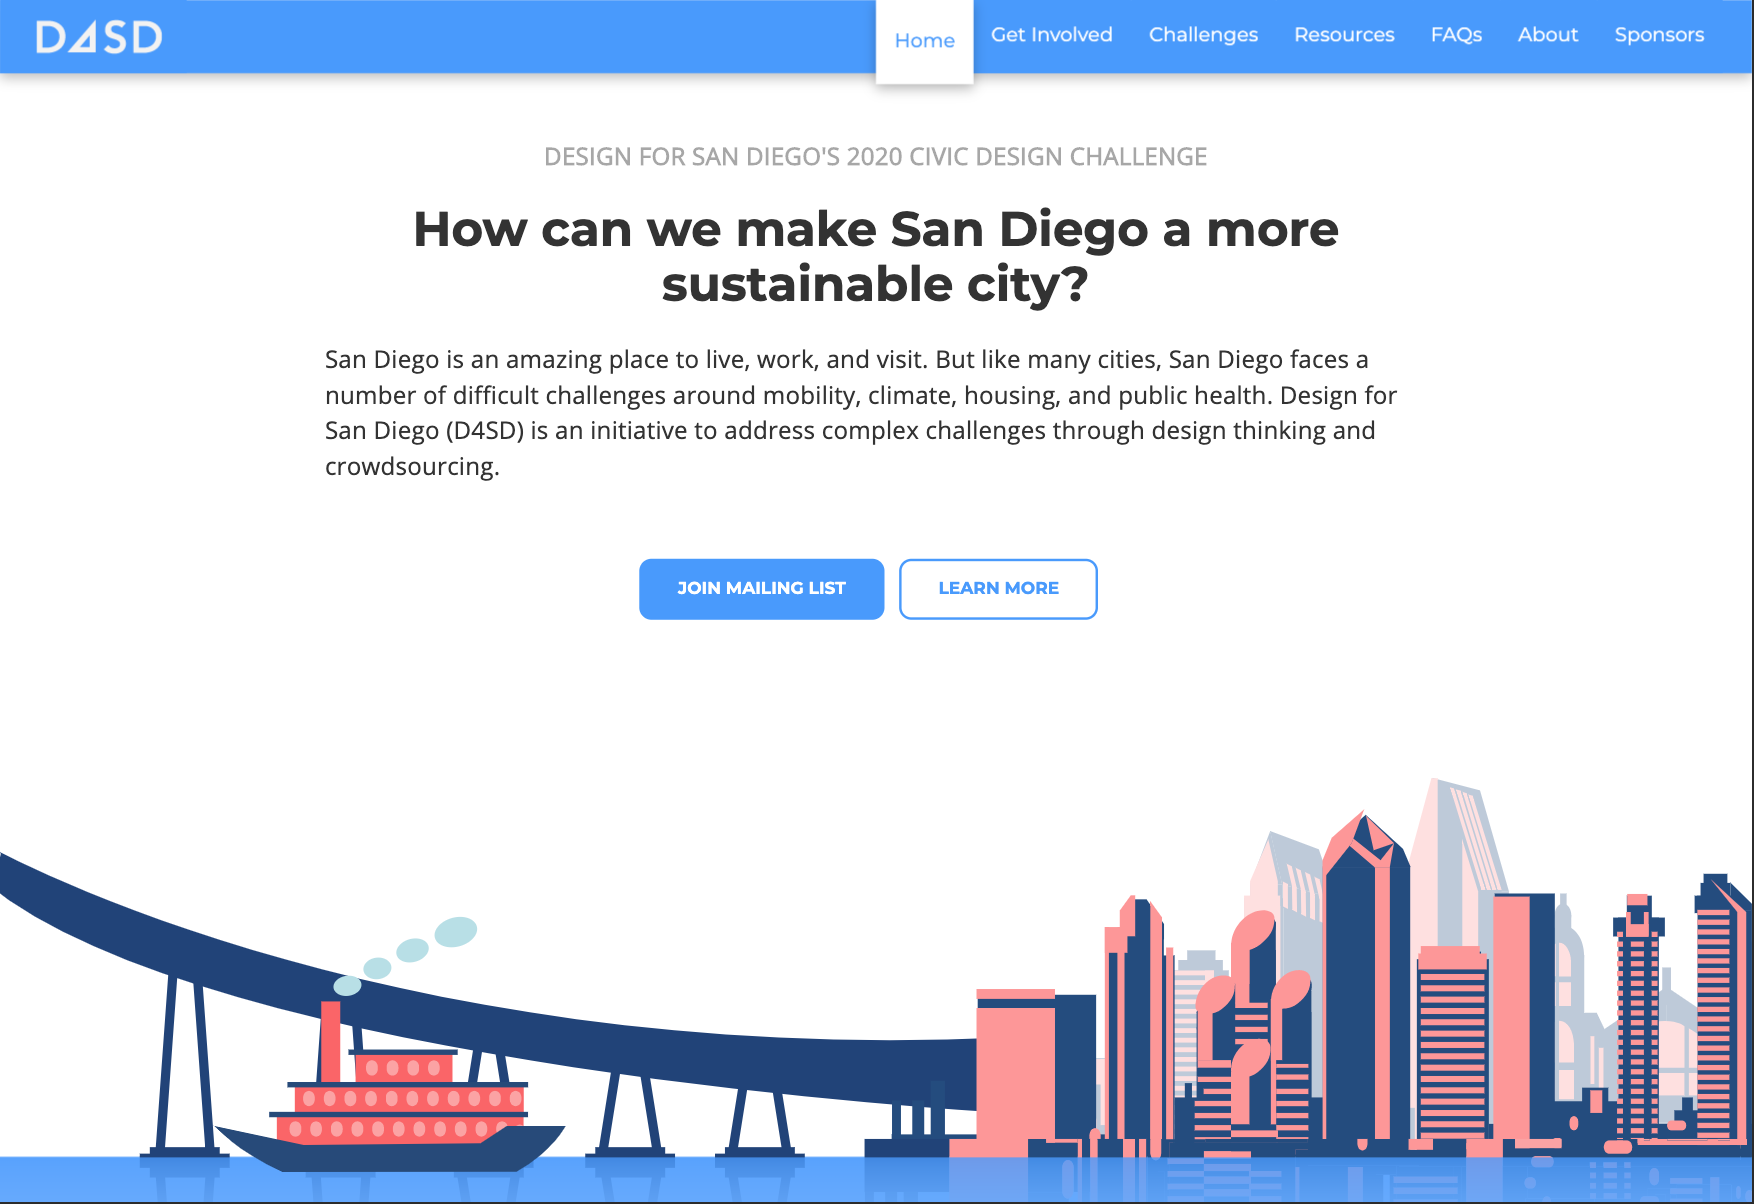 D4SD
Home
Get Involved
Challenges
Resources
FAQs
About
Sponsors
DESIGN FOR SAN DIEGO'S 2020 CIVIC DESIGN CHALLENGE
How can we make San Diego a more
sustainable city?
San Diego is an amazing place to live, work, and visit. But like many cities, San Diego faces a
number of difficult challenges around mobility, climate, housing, and public health. Design for
San Diego (D4SD) is an initiative to address complex challenges through design thinking and
crowdsourcing.
JOIN MAILING LIST
LEARN MORE